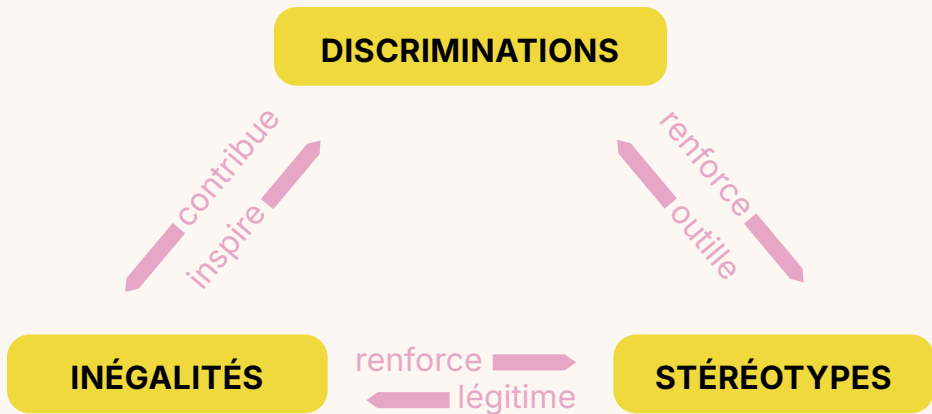 DISCRIMINATIONS
contribue
inspire
renforce
outille
INÉGALITÉS
renforce
légitime
STÉRÉOTYPES